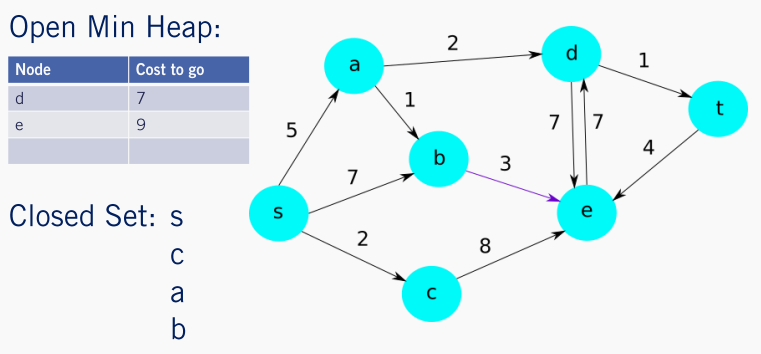 Open Min Heap:
Node Cost to go
d 7
e 9
Closed Set: s
c
a
b
a
2
d
1
t
5
1
7
7
b
3
4
7
s
e
2
8
c